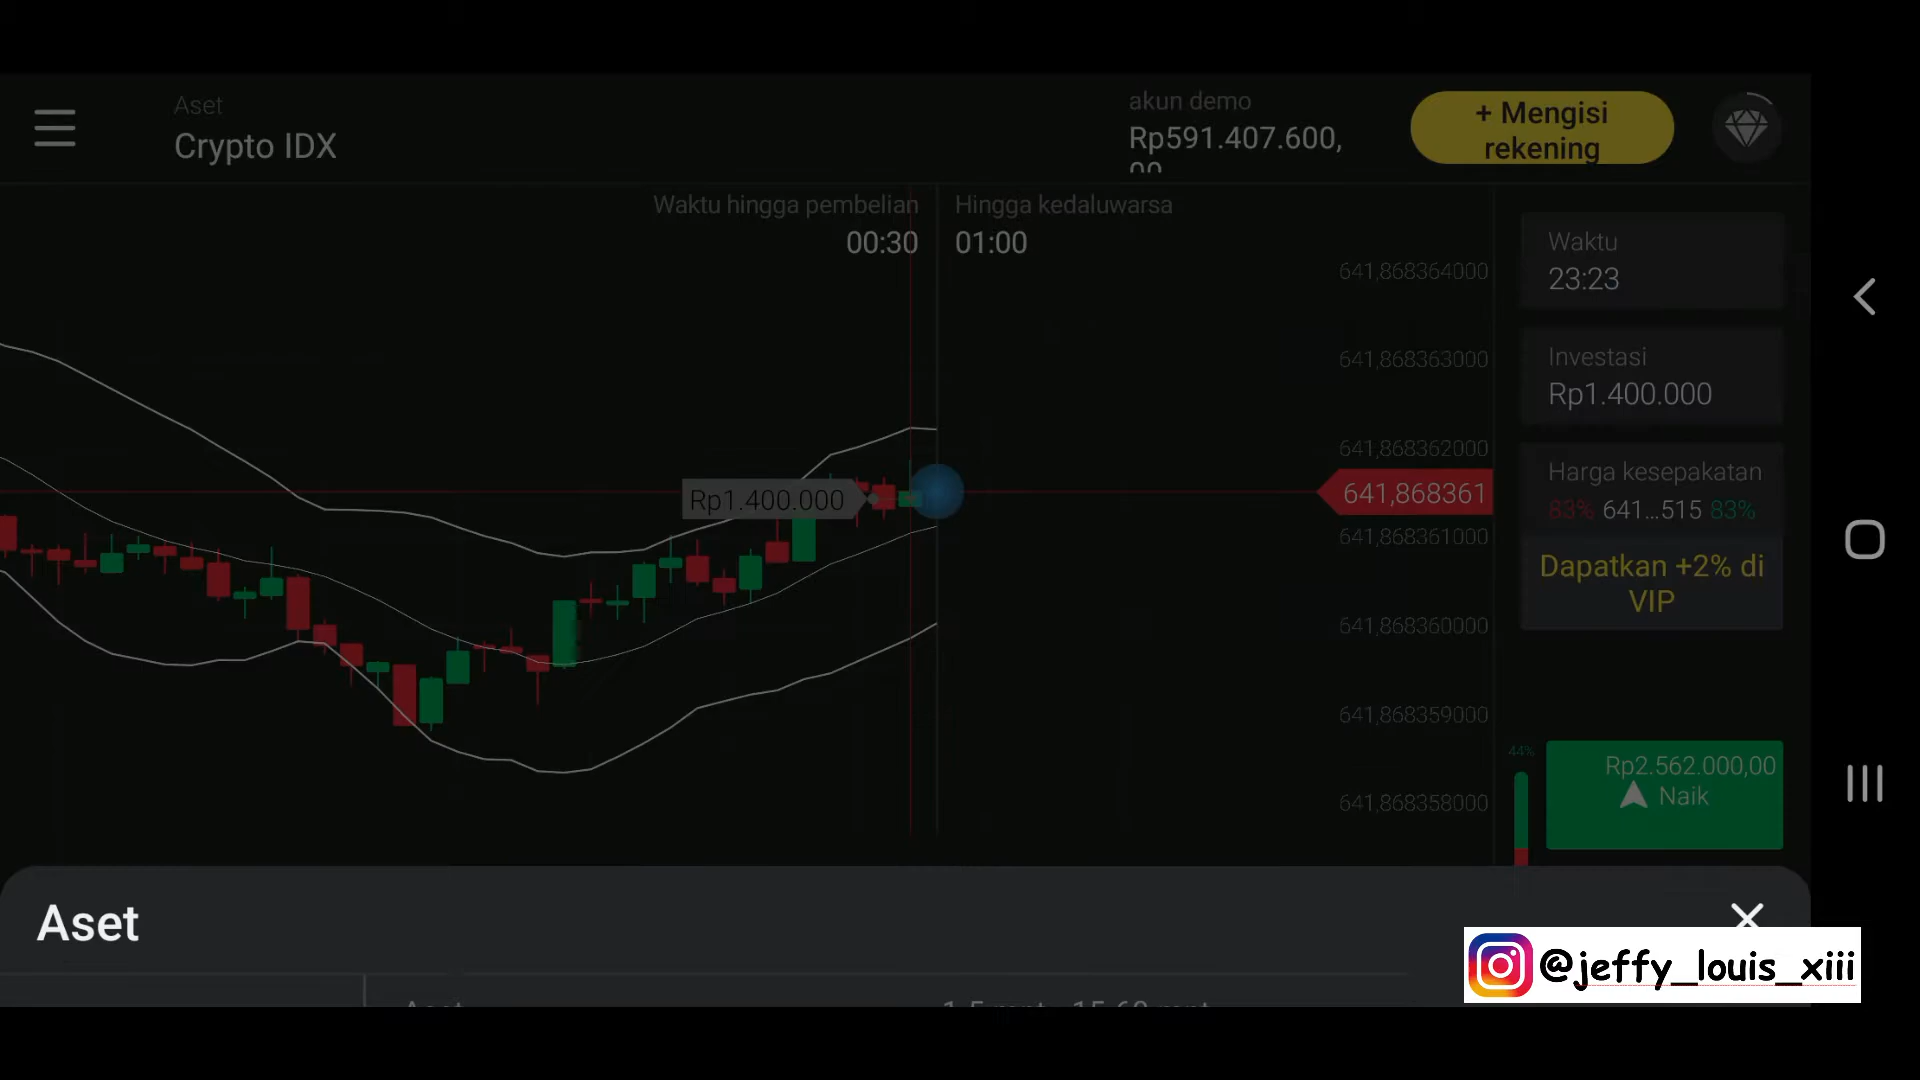 Aset
Crypto IDX
akun demo
Rp591.407.600,
00
+ Mengisi
rekening
Waktu hingga pembelian
00:30
Hingga kedaluwarsa
01:00
641,868364000
641,868363000
641,868362000
641,868361
641,868361000
641,868360000
641,868359000
641,868358000
Rp1.400.000
Waktu
23:23
Investasi
Rp1.400.000
Harga kesepakatan
83% 641...515 83%
Dapatkan +2% di
VIP
44%
Rp2.562.000,00
Naik
Aset
@jeffy_louis_xiii
Aset